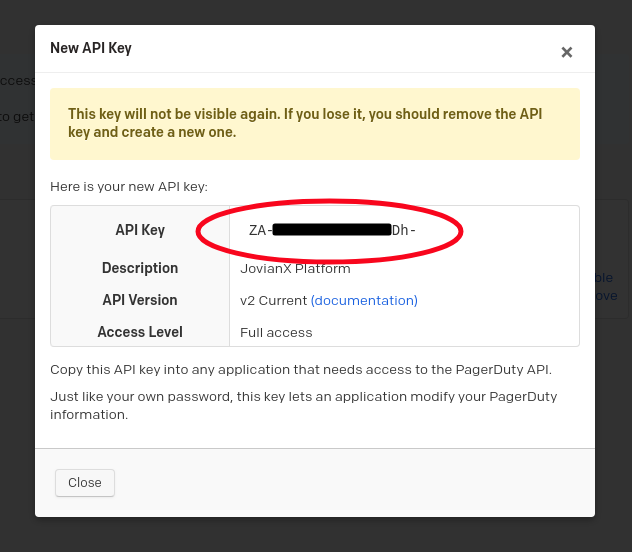 New API Key
×
This key will not be visible again. If you lose it, you should remove the API
key and create a new one.
Here is your new API key:
API Key ZA- Dh-
Description JovianX Platform
API Version v2 Current (documentation)
Access Level Full access
Copy this API key into any application that needs access to the PagerDuty API.
Just like your own password, this key lets an application modify your PagerDuty
information.
Close
to get